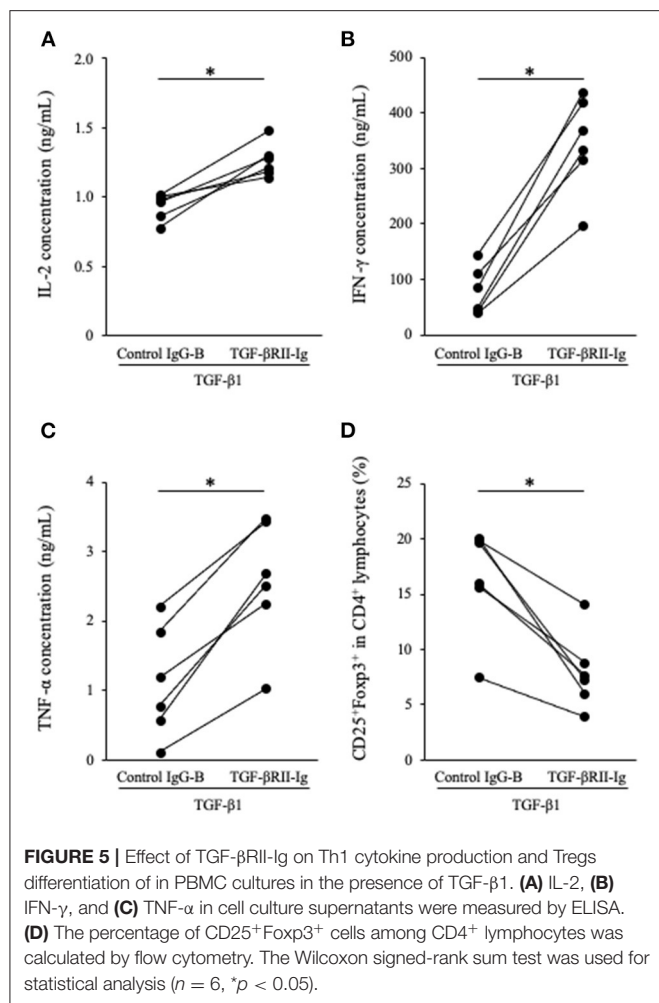 A
IL-2 concentration (ng/mL)
2.0
1.5
1.0
0.5
0
*
Control IgG-B TGF-βRII-Ig
TGF-β1
B
IFN-γ concentration (ng/mL)
500
400
300
200
100
0
*
Control IgG-B TGF-βRII-Ig
TGF-β1
C
TNF-α concentration (ng/mL)
4
3
2
1
0
*
Control IgG-B TGF-βRII-Ig
TGF-β1
D
CD25⁺Foxp3⁺ in CD4⁺ lymphocytes (%)
25
20
15
10
5
0
*
Control IgG-B TGF-βRII-Ig
TGF-β1
FIGURE 5 | Effect of TGF-βRII-Ig on Th1 cytokine production and Tregs
differentiation of in PBMC cultures in the presence of TGF-β1. (A) IL-2, (B)
IFN-γ, and (C) TNF-α in cell culture supernatants were measured by ELISA.
(D) The percentage of CD25⁺Foxp3⁺ cells among CD4⁺ lymphocytes was
calculated by flow cytometry. The Wilcoxon signed-rank sum test was used for
statistical analysis (n = 6, *p < 0.05).